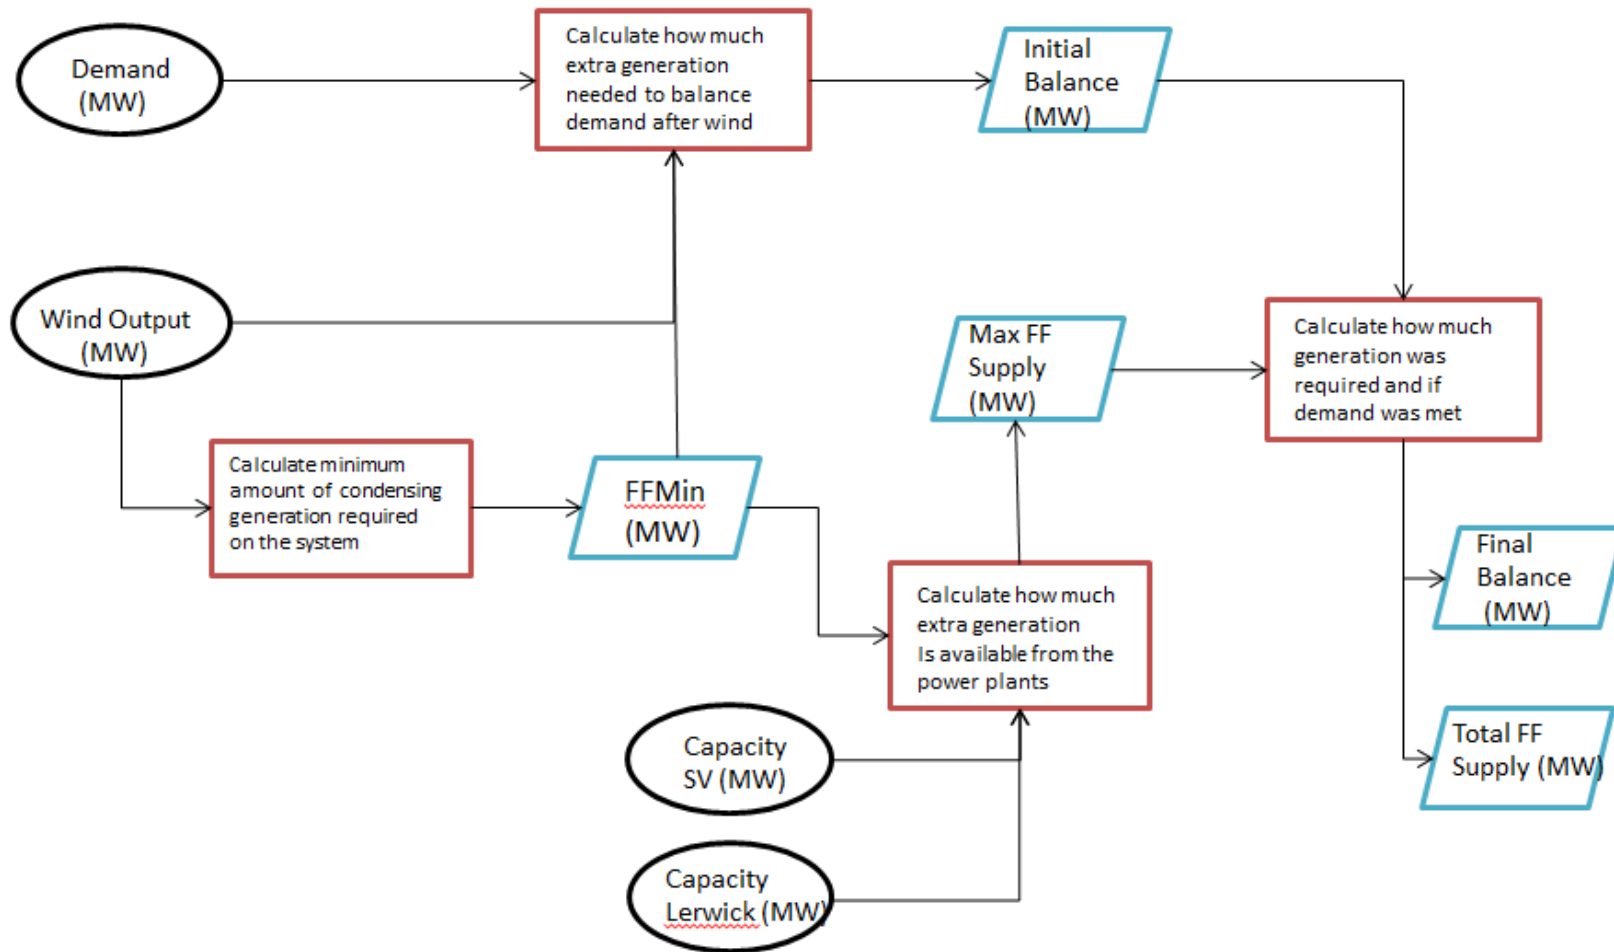 Demand
(MW)
Calculate how much
extra generation
needed to balance
demand after wind
Initial
Balance
(MW)
Wind Output
(MW)
Max FF
Supply
(MW)
Calculate how much
generation was
required and if
demand was met
Calculate minimum
amount of condensing
generation required
on the system
FFMin
(MW)
Calculate how much
extra generation
Is available from the
power plants
Final
Balance
(MW)
Capacity
SV (MW)
Total FF
Supply (MW)
Capacity
Lerwick (MW)